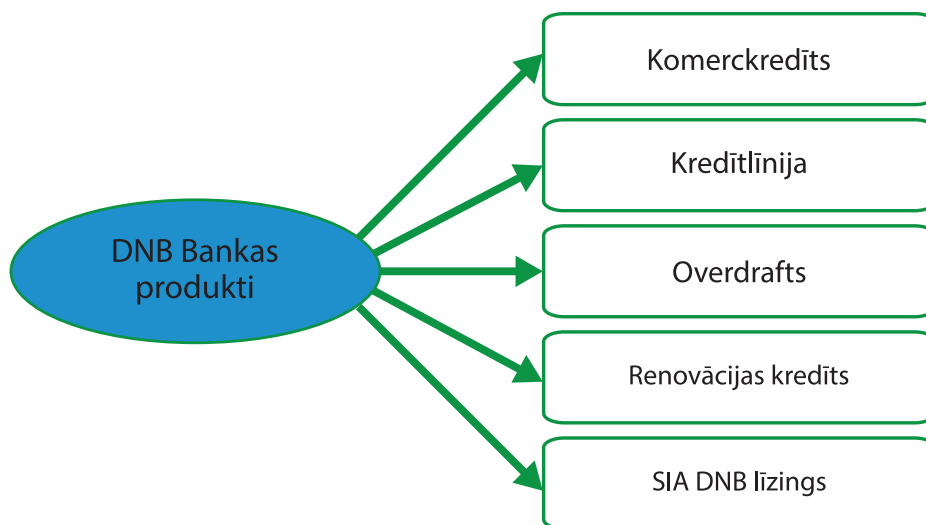 DNB Bankas
produkti
Komerckredīts
Kredītlīnija
Overdrafts
Renovācijas kredīts
SIA DNB līzings